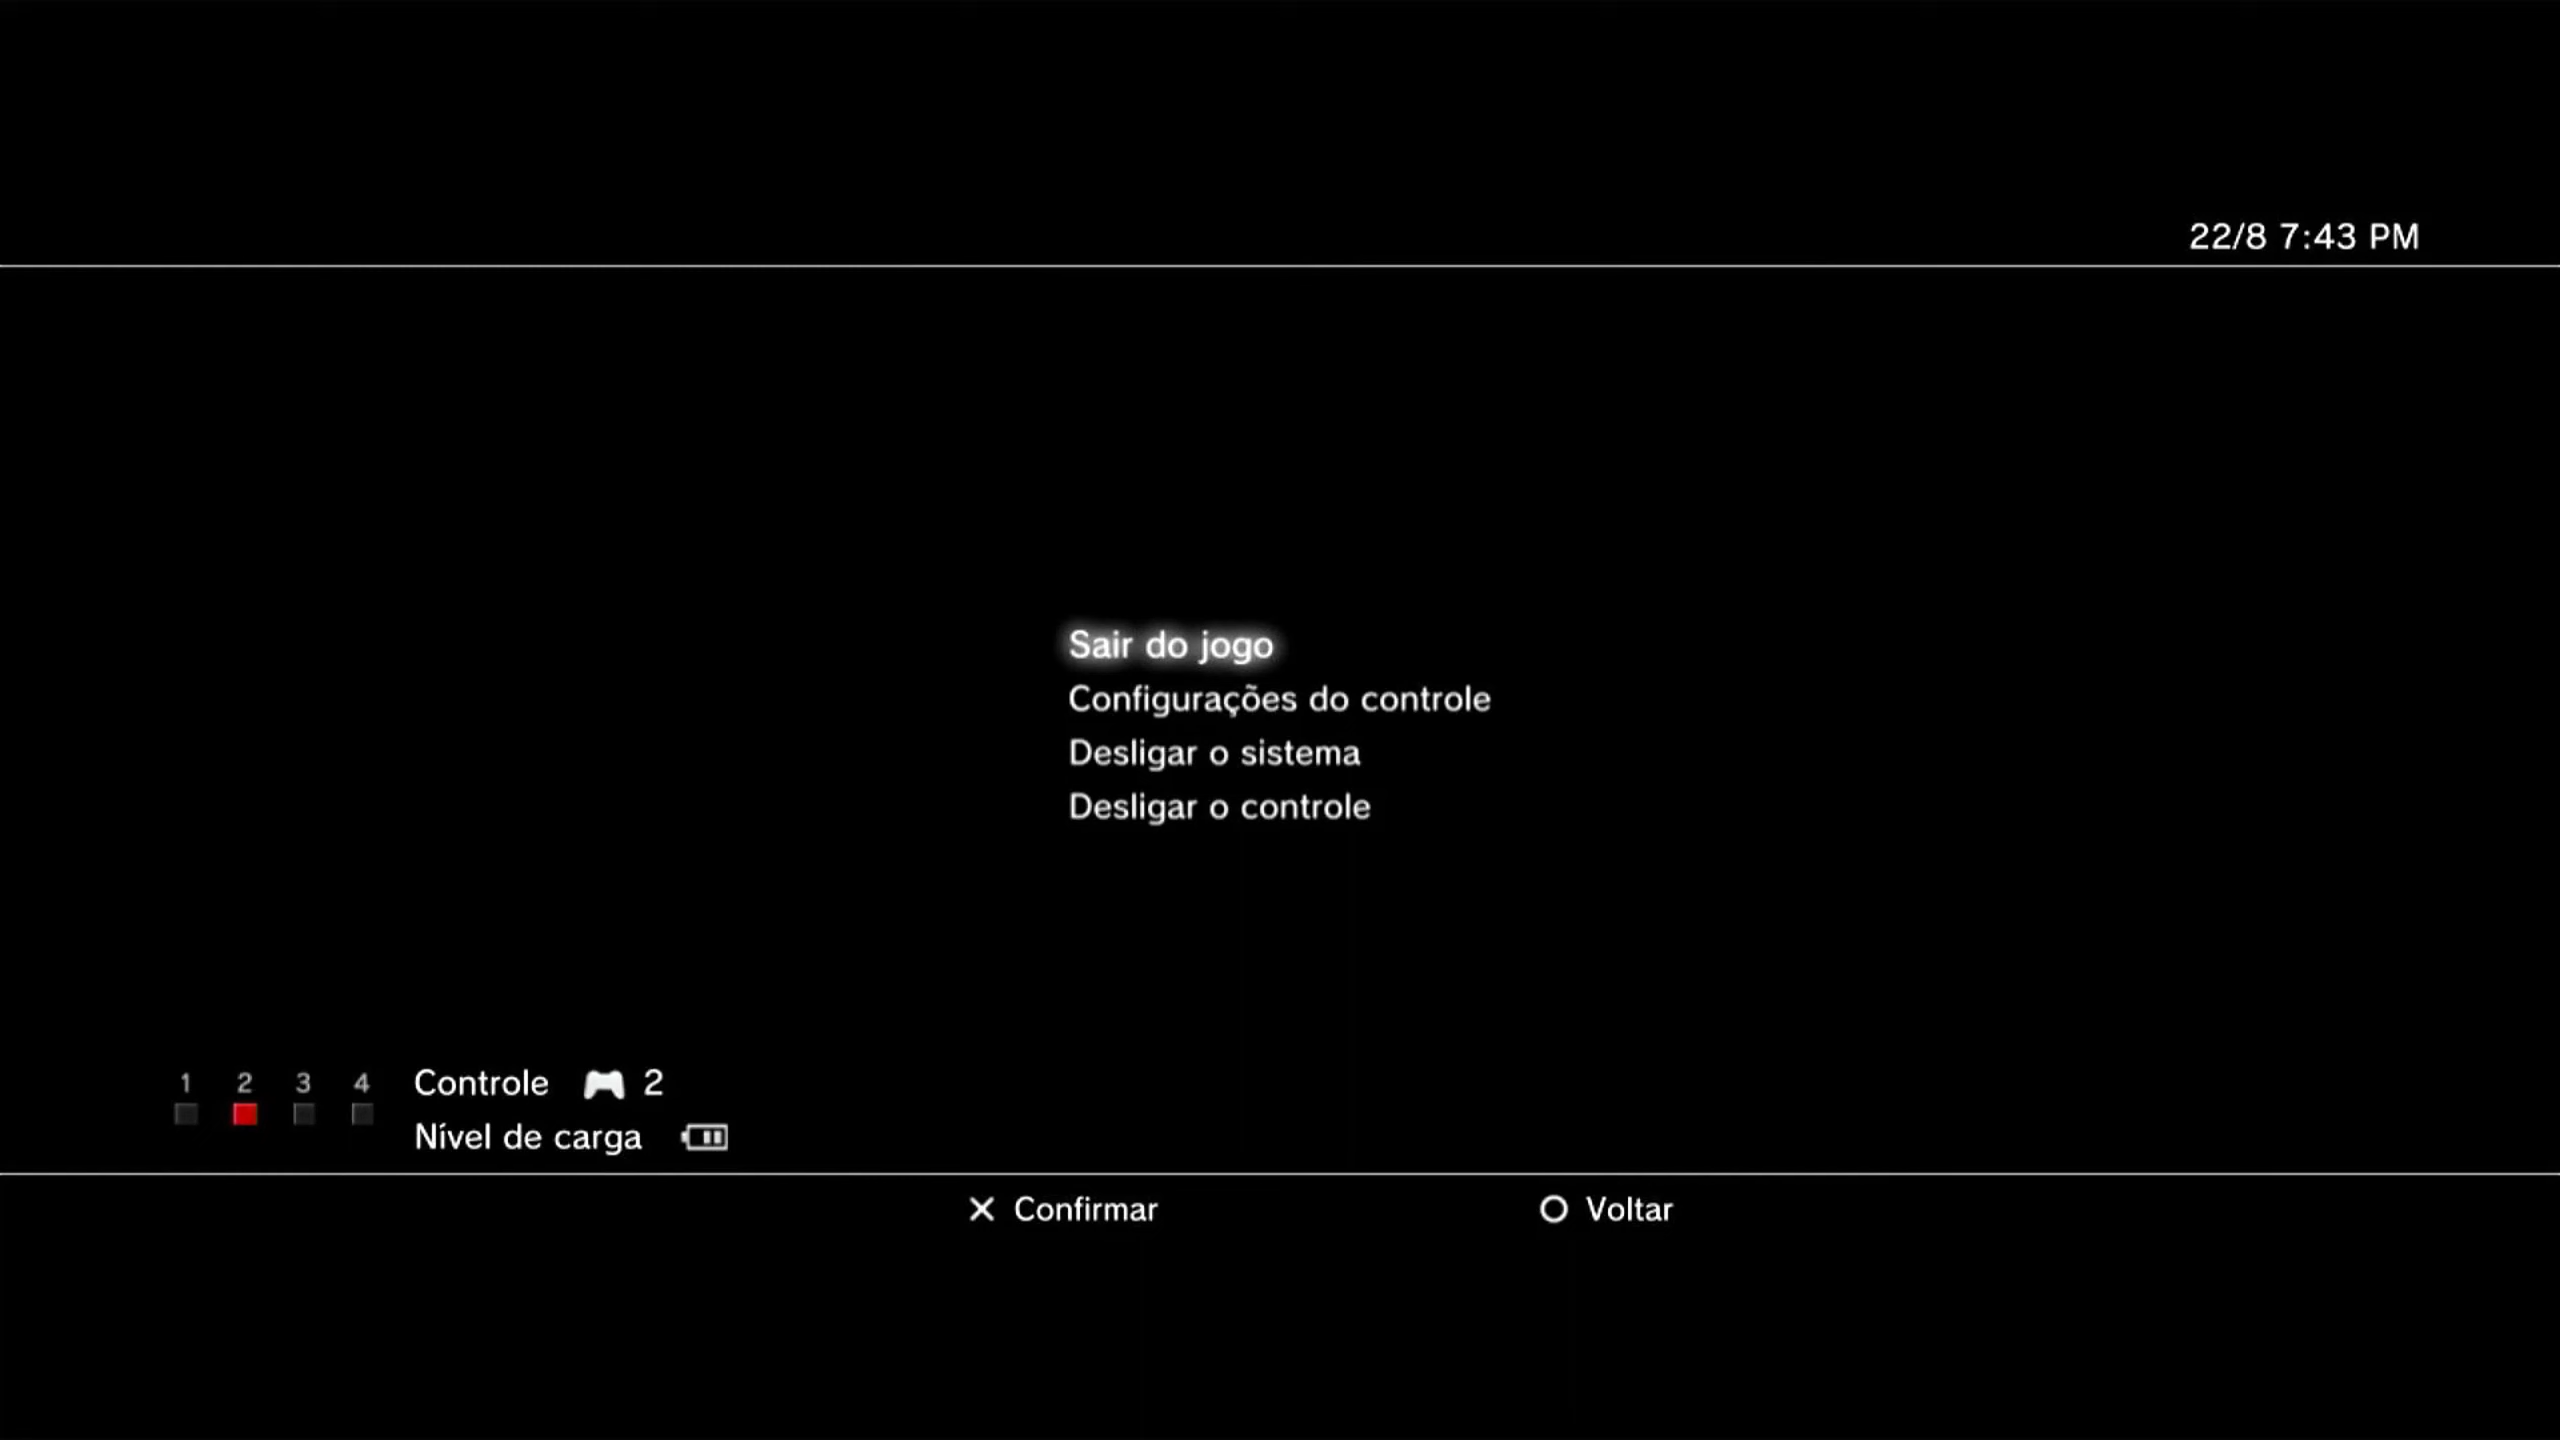 22/8 7:43 PM
Sair do jogo
Configurações do controle
Desligar o sistema
Desligar o controle
1 2 3 4
Controle 2
Nível de carga
X Confirmar
O Voltar